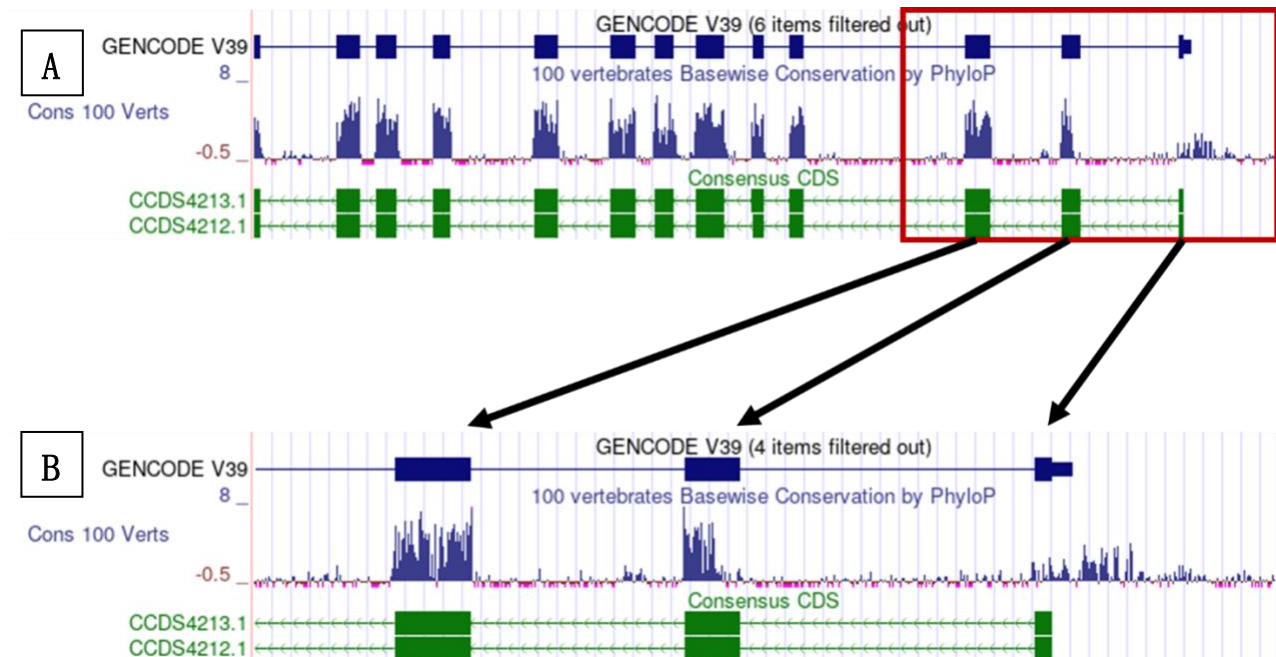 A
GENCODE V39 (6 items filtered out)
GENCODE V39
8 _
100 vertebrates Basewise Conservation by PhyloP
Cons 100 Verts
-0.5 _
Consensus CDS
CCDS4213.1
CCDS4212.1
B
GENCODE V39 (4 items filtered out)
GENCODE V39
8 _
100 vertebrates Basewise Conservation by PhyloP
Cons 100 Verts
-0.5 _
Consensus CDS
CCDS4213.1
CCDS4212.1